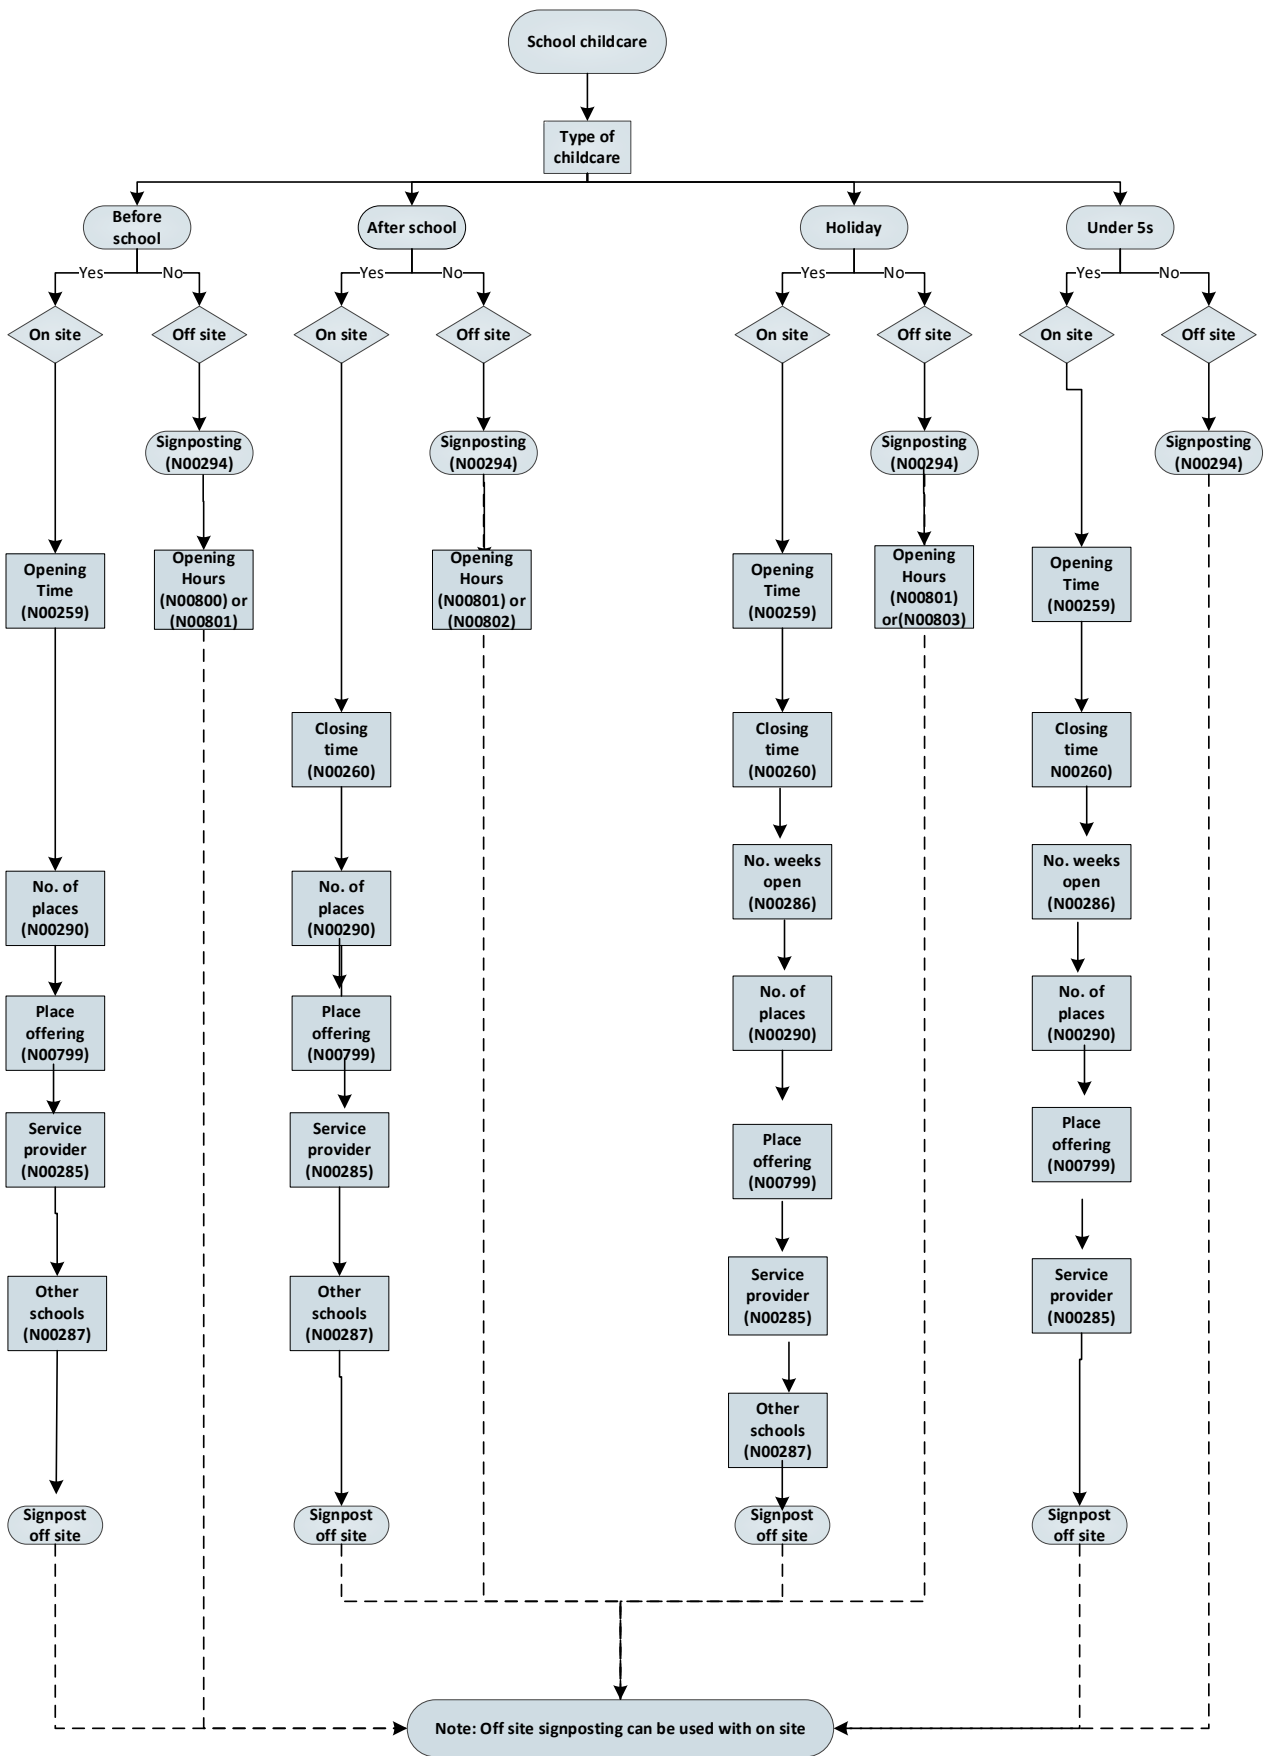 School childcare
Type of
childcare
Before
school
After school
Holiday
Under 5s
Yes
No
Yes
No
Yes
No
Yes
No
On site
Off site
On site
Off site
On site
Off site
On site
Off site
Signposting
(N00294)
Signposting
(N00294)
Signposting
(N00294)
Signposting
(N00294)
Opening
Time
(N00259)
Opening
Hours
(N00800) or
(N00801)
Opening
Hours
(N00801) or
(N00802)
Opening
Time
(N00259)
Opening
Hours
(N00801)
or(N00803)
Opening
Time
(N00259)
Closing
time
(N00260)
Closing
time
(N00260)
Closing
time
N00260)
No. weeks
open
(N00286)
No. weeks
open
(N00286)
No. of
places
(N00290)
No. of
places
(N00290)
No. of
places
(N00290)
No. of
places
(N00290)
Place
offering
(N00799)
Place
offering
(N00799)
Place
offering
(N00799)
Place
offering
(N00799)
Service
provider
(N00285)
Service
provider
(N00285)
Service
provider
(N00285)
Service
provider
(N00285)
Other
schools
(N00287)
Other
schools
(N00287)
Other
schools
(N00287)
Signpost
off site
Signpost
off site
Signpost
off site
Signpost
off site
Note: Off site signposting can be used with on site